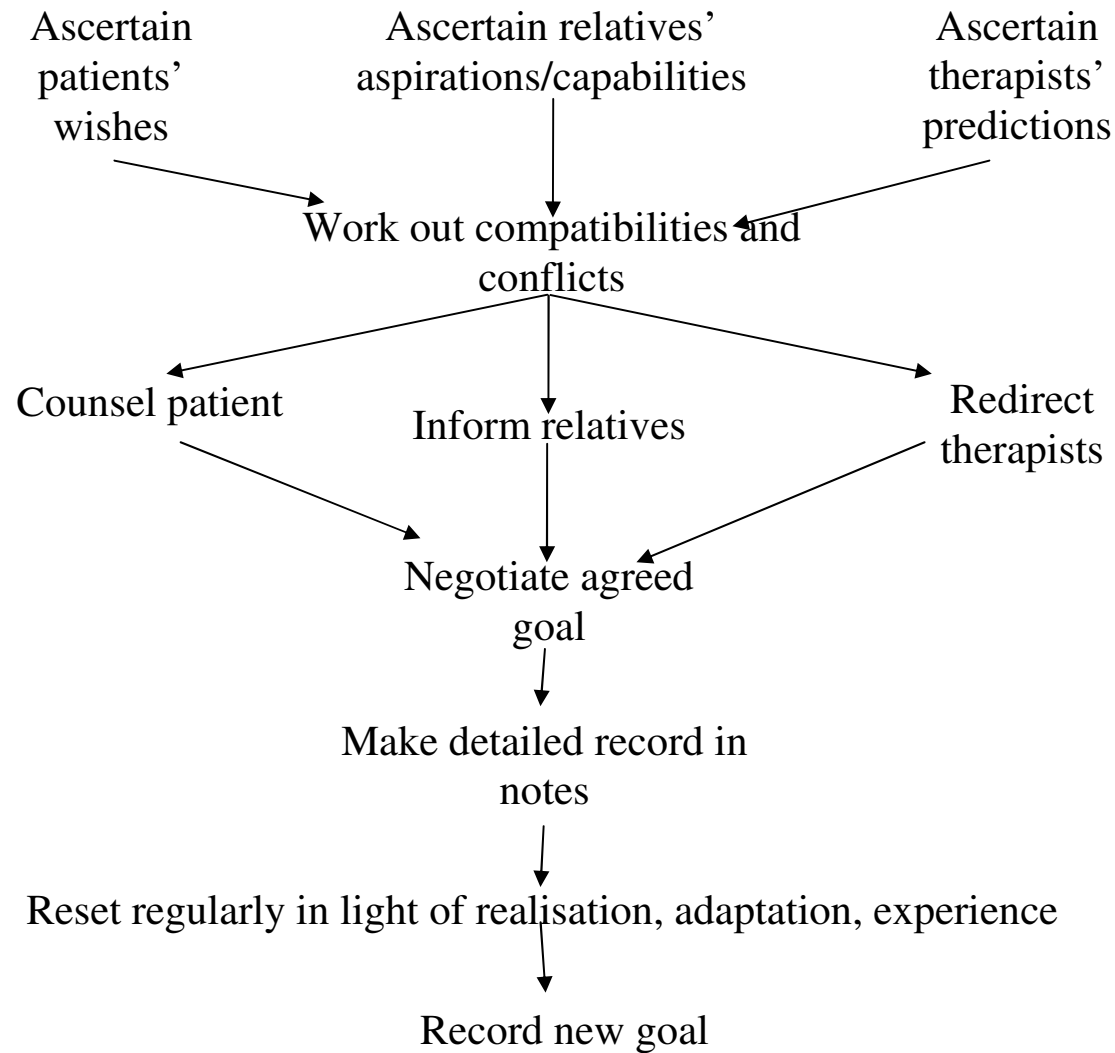 Ascertain
patients’
wishes
Ascertain relatives’
aspirations/capabilities
Ascertain
therapists’
predictions
Work out compatibilities and
conflicts
Counsel patient
Inform relatives
Redirect
therapists
Negotiate agreed
goal
Make detailed record in
notes
Reset regularly in light of realisation, adaptation, experience
Record new goal